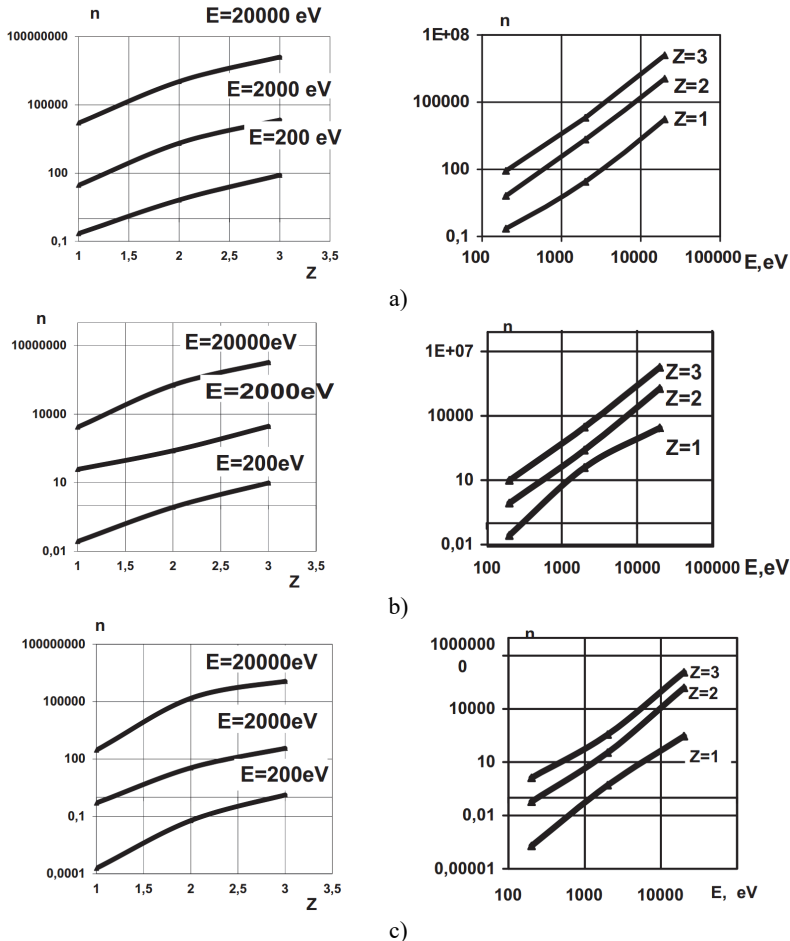 n
E=20000 eV
100000000
E=2000 eV
100000
E=200 eV
100
0,1
1 1,5 2 2,5 3 3,5
Z
n
1E+08
Z=3
Z=2
100000
Z=1
100
0,1
100 1000 10000 100000 E,eV
a)
n
E=20000eV
10000000
E=2000eV
10000
E=200eV
10
0,01
1 1,5 2 2,5 3 3,5
Z
n
1E+07
Z=3
Z=2
10000
Z=1
10
0,01
100 1000 10000 100000 E,eV
b)
n
100000000
E=20000eV
100000
E=2000eV
100
E=200eV
0,1
0,0001
1 1,5 2 2,5 3 3,5
Z
n
1000000
0
Z=3
Z=2
10000
Z=1
10
0,01
0,00001
100 1000 10000 E, eV
c)